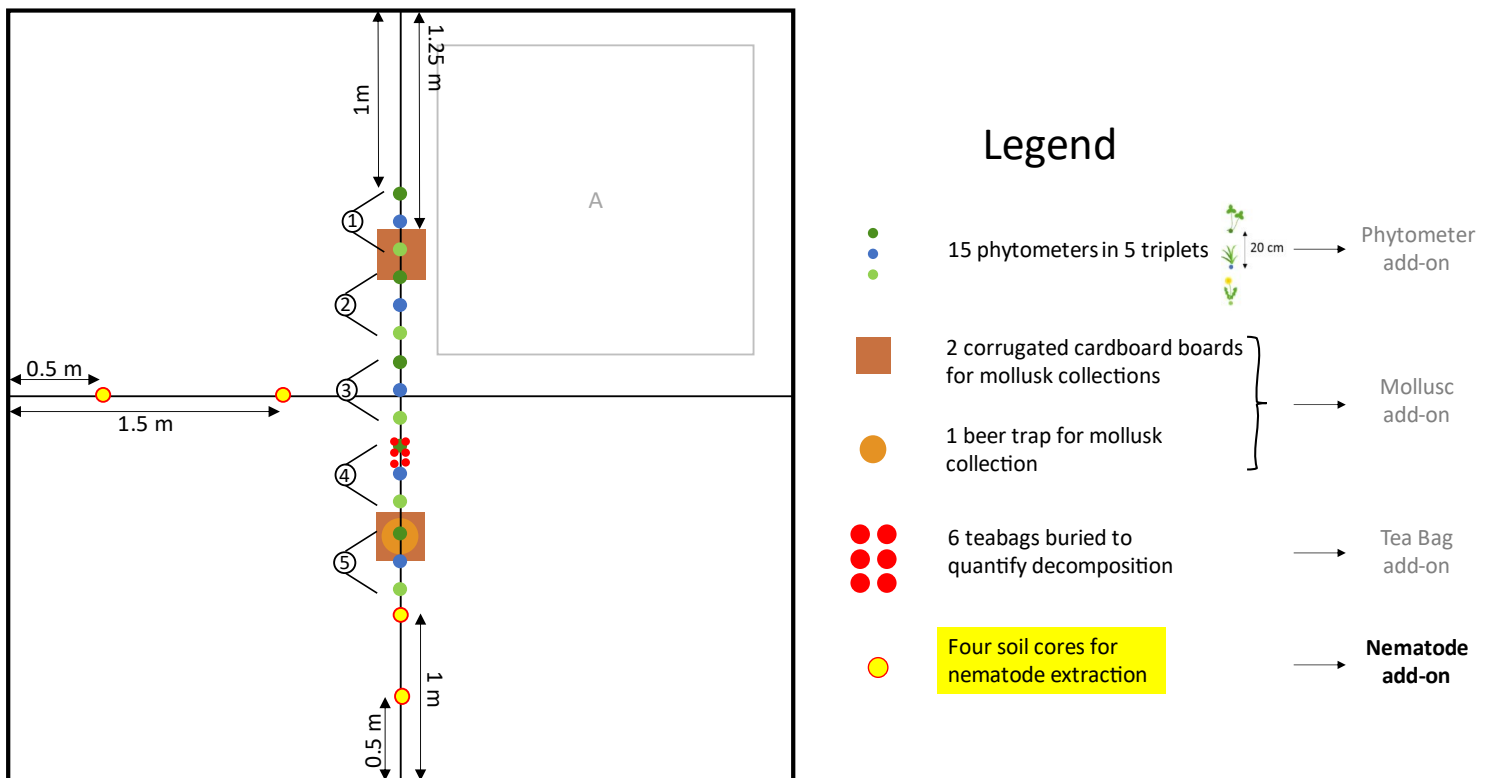 1m
1.25 m
A
1
2
3
4
5
0.5 m
1.5 m
1 m
0.5 m
Legend
15 phytometers in 5 triplets
20 cm
Phytometer
add-on
2 corrugated cardboard boards
for mollusk collections
1 beer trap for mollusk
collection
Mollusc
add-on
6 teabags buried to
quantify decomposition
Tea Bag
add-on
Four soil cores for
nematode extraction
Nematode
add-on